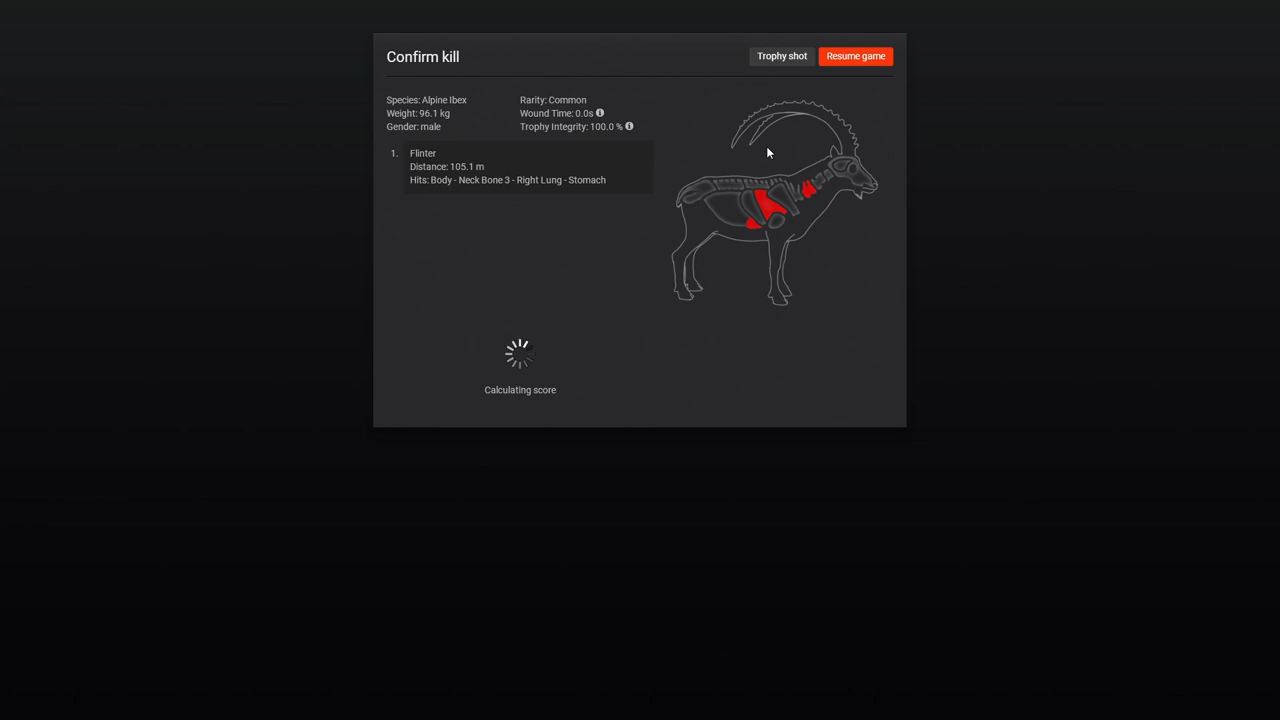 Confirm kill
Trophy shot
Resume game
Species: Alpine Ibex
Rarity: Common
Weight: 96.1 kg
Wound Time: 0.0s
Gender: male
Trophy Integrity: 100.0 %
1. Flinter
Distance: 105.1 m
Hits: Body - Neck Bone 3 - Right Lung - Stomach
Calculating score